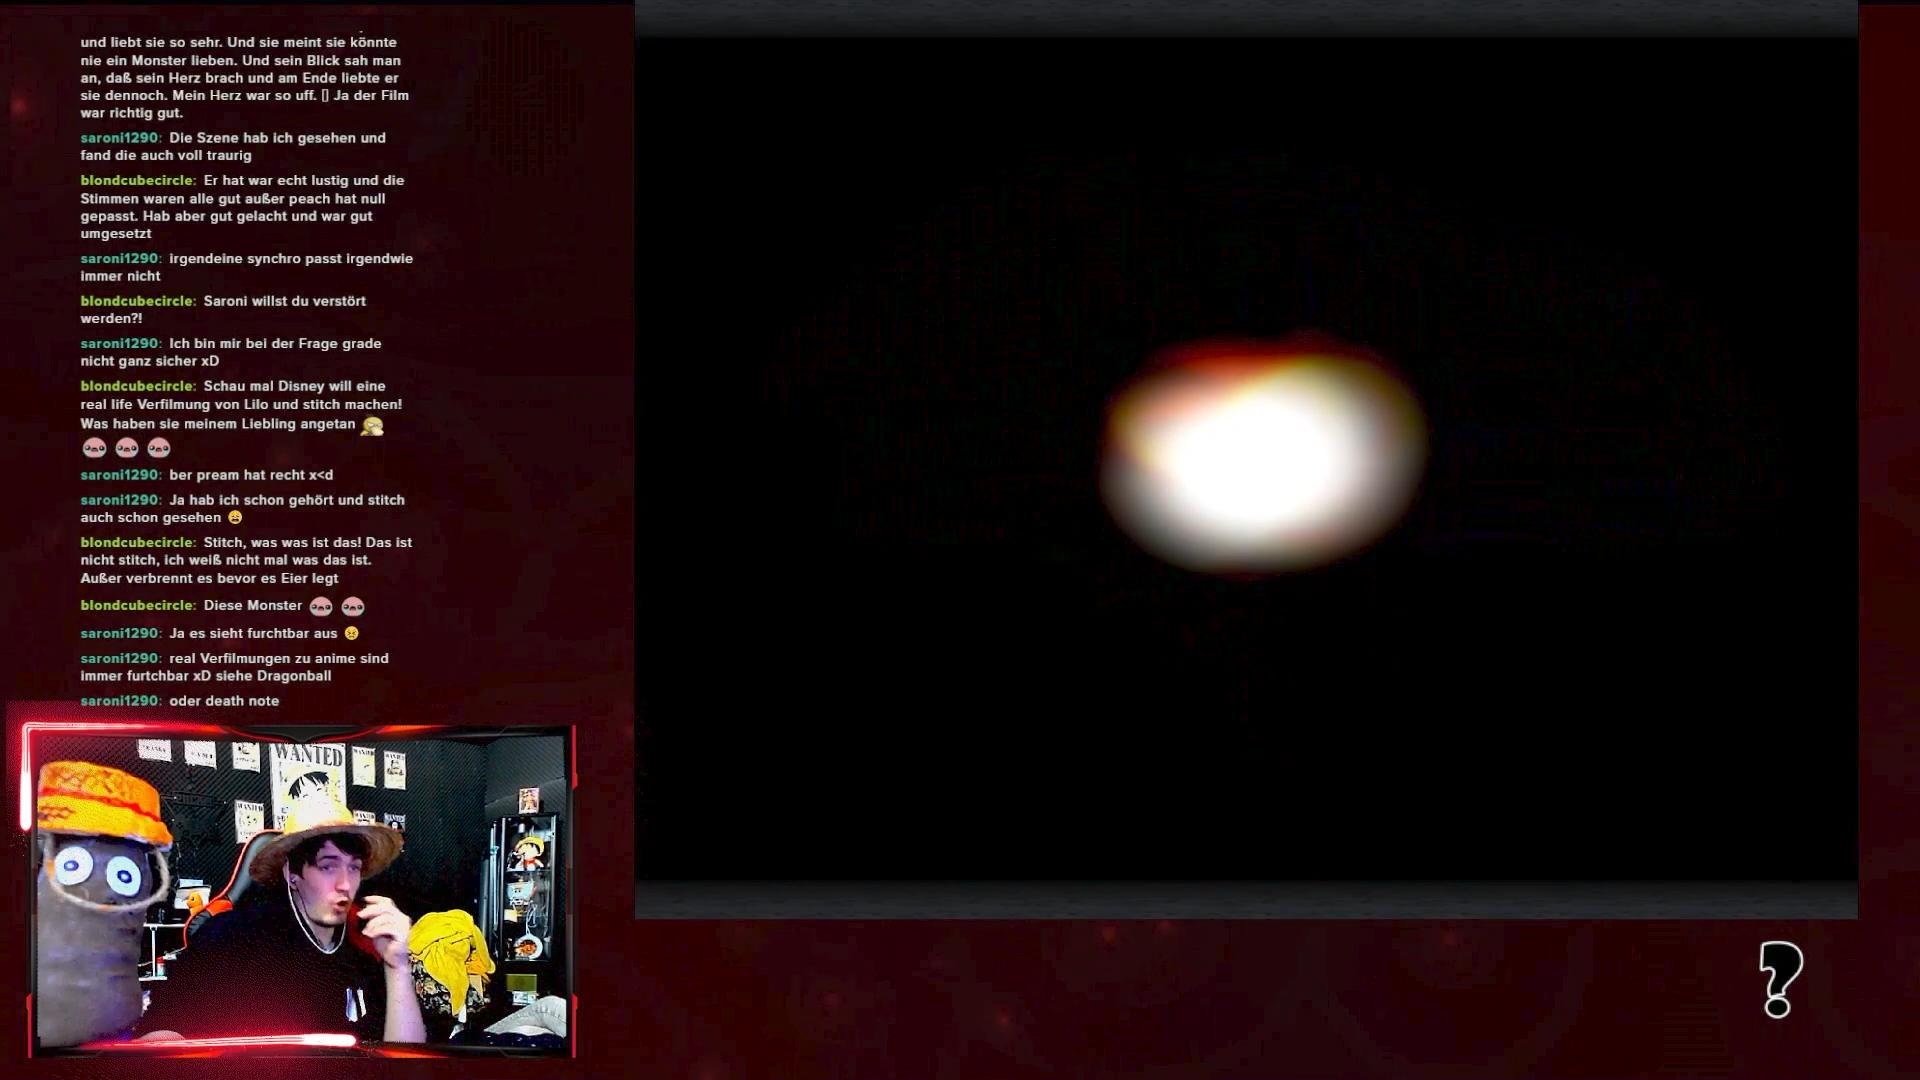 und liebt sie so sehr. Und sie meint sie könnte
nie ein Monster lieben. Und sein Blick sah man
an, daß sein Herz brach und am Ende liebte er
sie dennoch. Mein Herz war so uff. [] Ja der Film
war richtig gut.
saroni1290: Die Szene hab ich gesehen und
fand die auch voll traurig
blondcubecircle: Er hat war echt lustig und die
Stimmen waren alle gut außer peach hat null
gepasst. Hab aber gut gelacht und war gut
umgesetzt
saroni1290: irgendeine synchro passt irgendwie
immer nicht
blondcubecircle: Saroni willst du verstört
werden?!
saroni1290: Ich bin mir bei der Frage grade
nicht ganz sicher xD
blondcubecircle: Schau mal Disney will eine
real life Verfilmung von Lilo und stitch machen!
Was haben sie meinem Liebling angetan
saroni1290: ber pream hat recht x<d
saroni1290: Ja hab ich schon gehört und stitch
auch schon gesehen 😩
blondcubecircle: Stitch, was was ist das! Das ist
nicht stitch, ich weiß nicht mal was das ist.
Außer verbrennt es bevor es Eier legt
blondcubecircle: Diese Monster
saroni1290: Ja es sieht furchtbar aus 😣
saroni1290: real Verfilmungen zu anime sind
immer furtchbar xD siehe Dragonball
saroni1290: oder death note
WANTED
WANTED
WANTED
WANTED
?